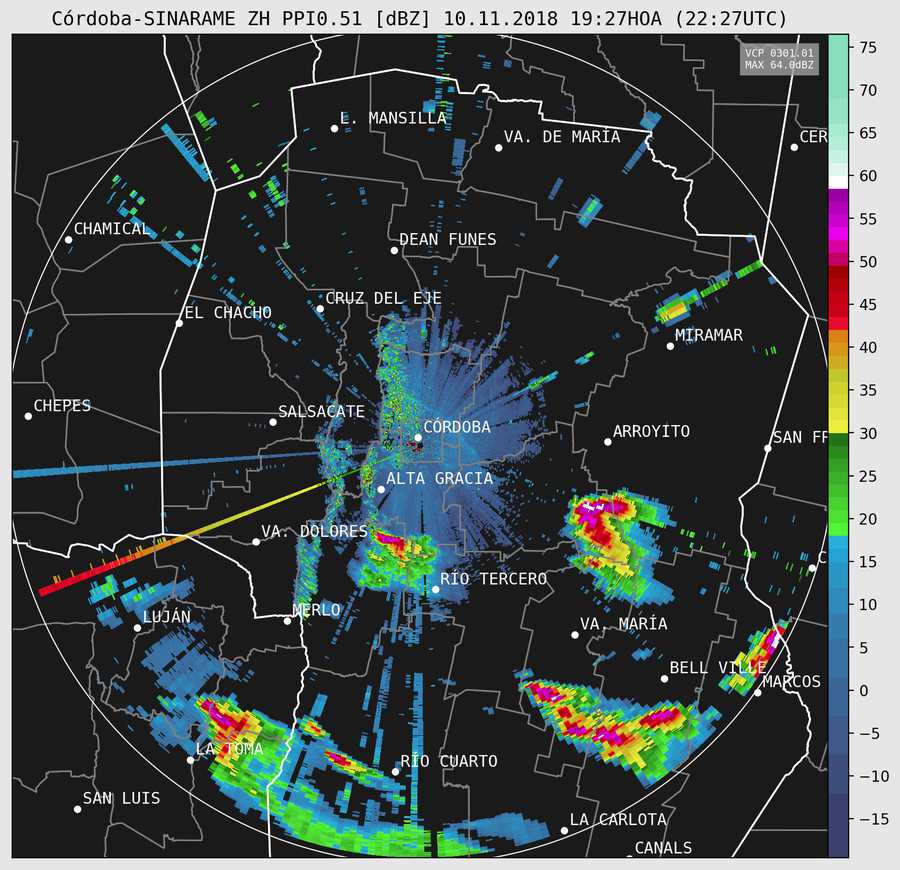 Córdoba-SINARAME ZH PPI0.51 [dBZ] 10.11.2018 19:27HOA (22:27UTC)
VCP 0301.01
MAX 64.0dBZ
75
70
65
60
55
50
45
40
35
30
25
20
15
10
5
0
−5
−10
−15
E. MANSILLA
VA. DE MARÍA
CER
CHAMICAL
DEAN FUNES
CRUZ DEL EJE
EL CHACHO
MIRAMAR
CHEPES
SALSACATE
CÓRDOBA
ARROYITO
SAN FR
ALTA GRACIA
VA. DOLORES
C
RÍO TERCERO
MERLO
LUJÁN
VA. MARÍA
BELL VILLE
MARCOS
LA TOMA
RÍO CUARTO
SAN LUIS
LA CARLOTA
CANALS